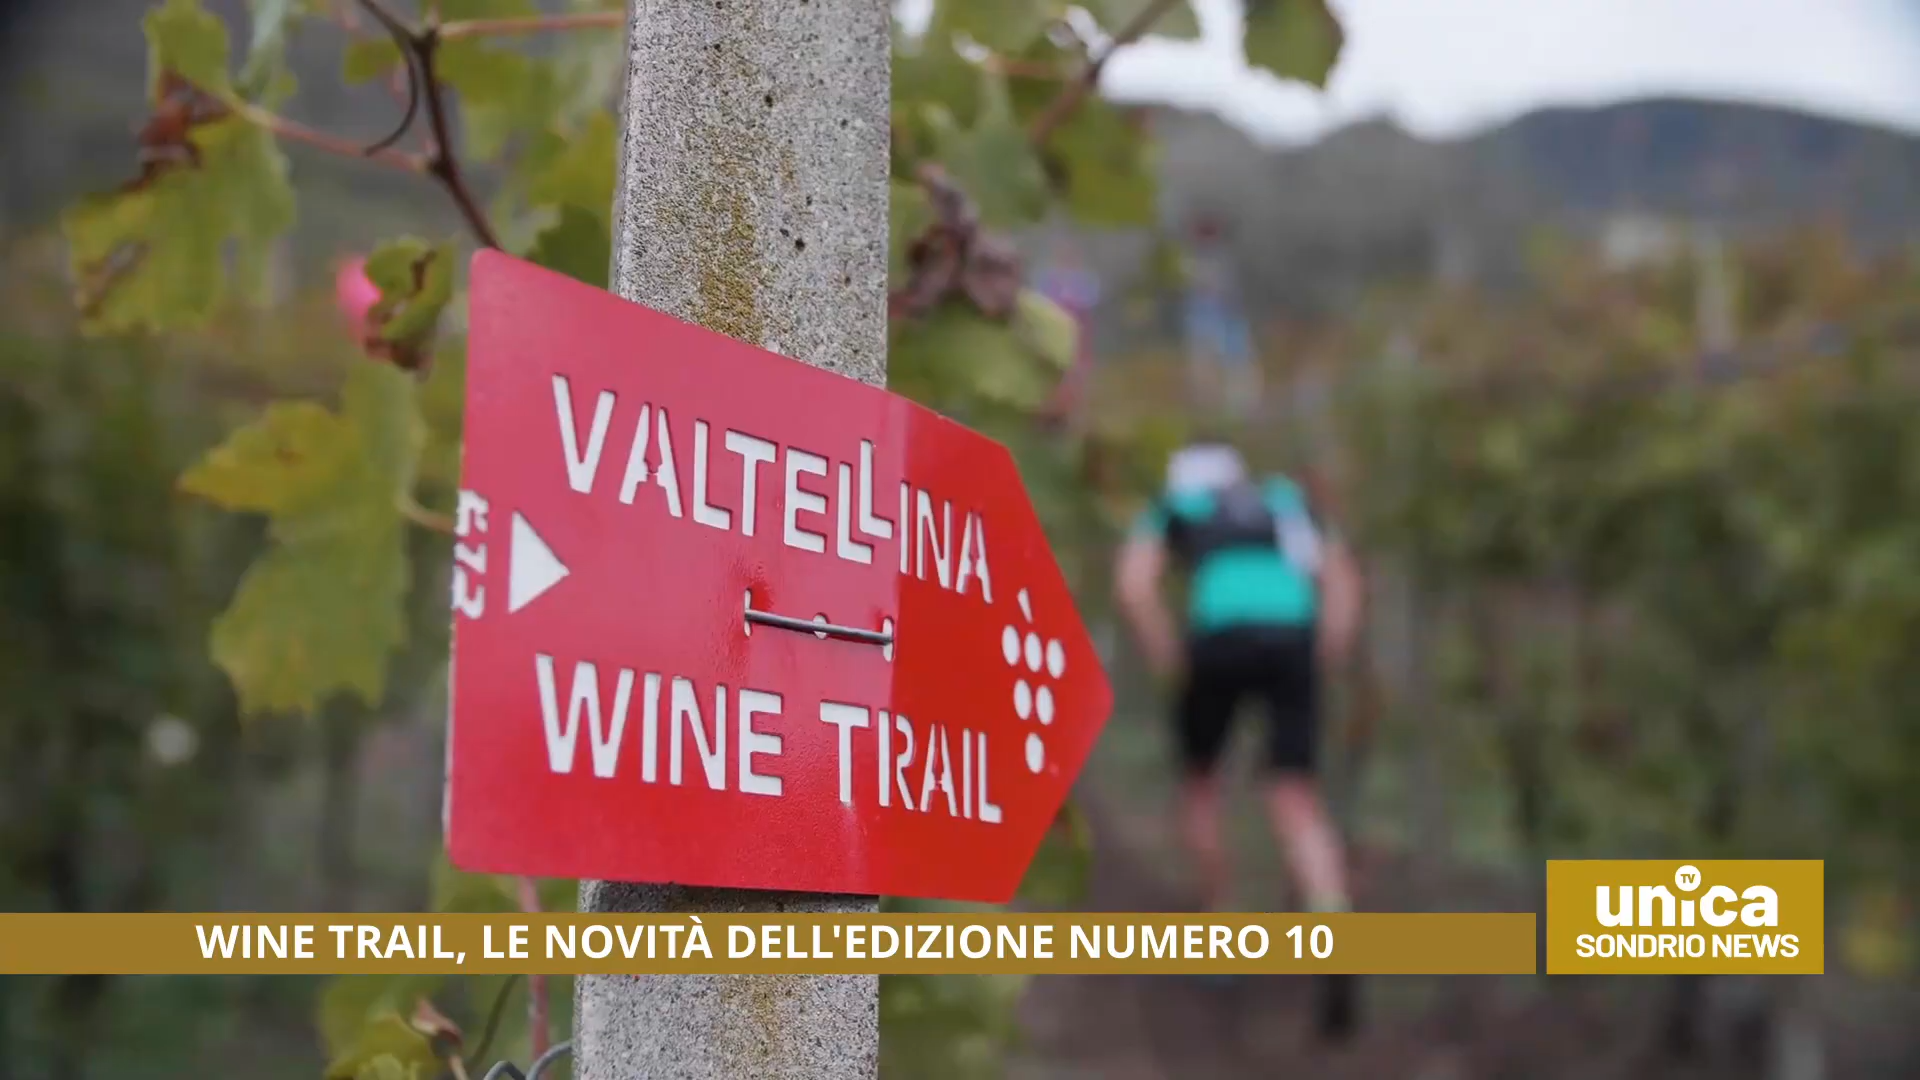 VALTELLINA
WINE TRAIL
WINE TRAIL, LE NOVITÀ DELL'EDIZIONE NUMERO 10
unica TV
SONDRIO NEWS